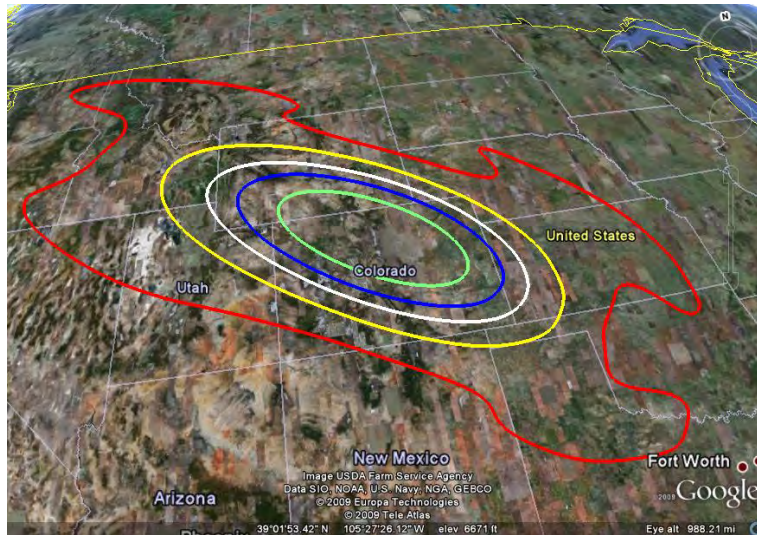 N
United States
Colorado
Utah
New Mexico
Fort Worth
Image USDA Farm Service Agency
Data SIO, NOAA, U.S. Navy, NGA, GEBCO
© 2009 Europa Technologies
© 2009 Tele Atlas
©2009 Google
Arizona
39°01'53.42" N 105°27'26.12" W elev 6671 ft Eye alt 988.21 mi